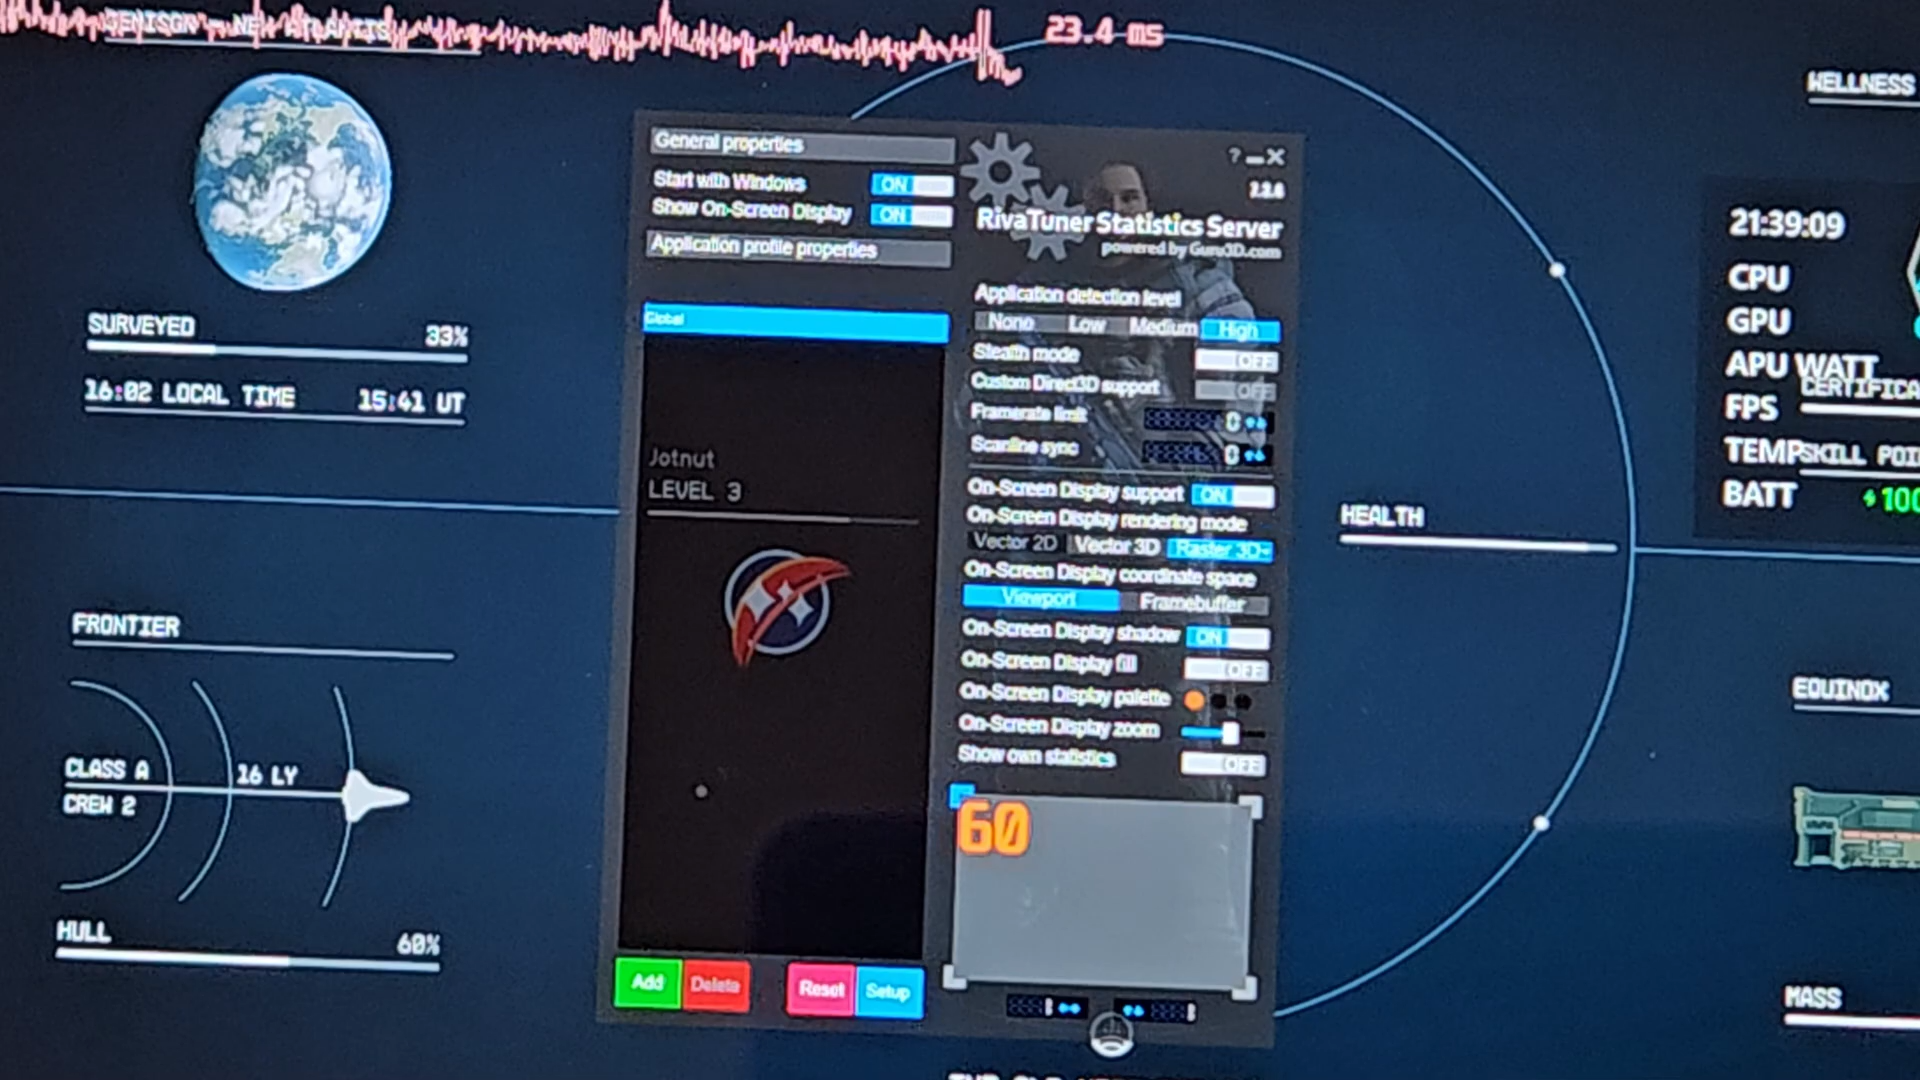 JEMISON - NEW ATLANTIS
23.4 ms
SURVEYED 33%
16:02 LOCAL TIME 15:41 UT
FRONTIER
CLASS A 16 LY
CREW 2
HULL 60%
General properties
Start with Windows ON
Show On-Screen Display ON
Application profile properties
Global
Jotnut
LEVEL 3
Add Delete Reset Setup
?
RivaTuner Statistics Server
powered by Guru3D.com
Application detection level
None Low Medium High
Stealth mode OFF
Custom Direct3D support OFF
Framerate limit 0
Scanline sync 0
On-Screen Display support ON
On-Screen Display rendering mode
Vector 2D Vector 3D Raster 3D
On-Screen Display coordinate space
Viewport Framebuffer
On-Screen Display shadow ON
On-Screen Display fill OFF
On-Screen Display palette
On-Screen Display zoom
Show own statistics OFF
60
HEALTH
WELLNESS
21:39:09
CPU
GPU
APU WATT
CERTIFICA
FPS
TEMP SKILL POI
BATT 100
EQUINOX
MASS